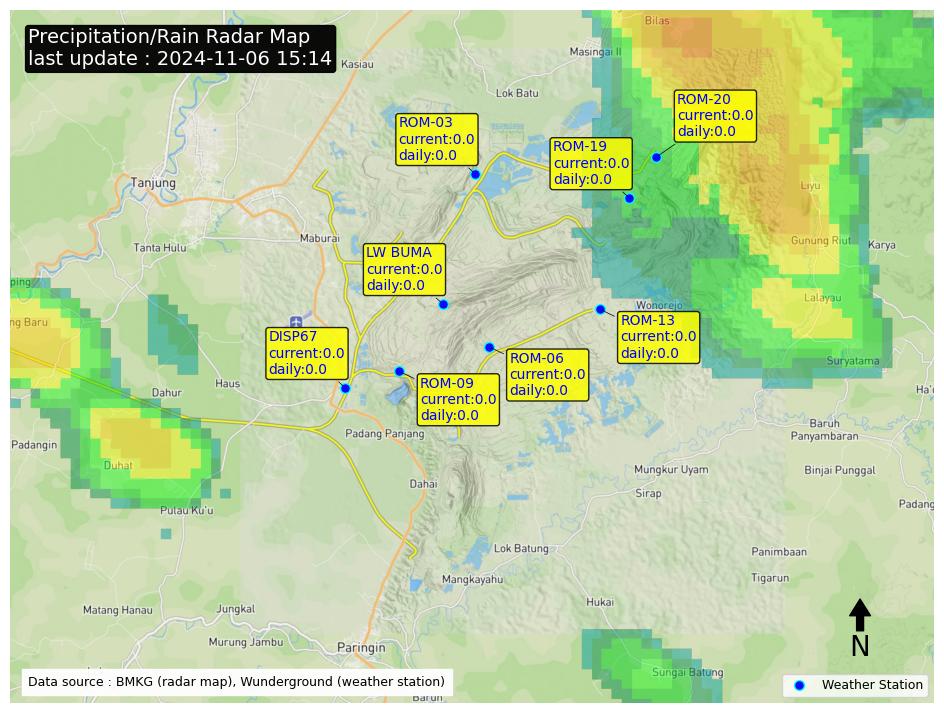 Precipitation/Rain Radar Map
last update : 2024-11-06 15:14
Bilas
Masingai II
Kasiau
Lok Batu
ROM-20
current:0.0
daily:0.0
ROM-03
current:0.0
daily:0.0
ROM-19
current:0.0
daily:0.0
Tanjung
Liyu
Maburai
Tanta Hulu
Gunung Riut
Karya
LW BUMA
current:0.0
daily:0.0
ping
Lalayau
Wonorejo
ng Baru
ROM-13
current:0.0
daily:0.0
DISP67
current:0.0
daily:0.0
ROM-06
current:0.0
daily:0.0
Suryatama
ROM-09
current:0.0
daily:0.0
Haus
Dahur
Ha'o
Baruh
Panyambaran
Padang Panjang
Padangin
Duhat
Mungkur Uyam
Binjai Punggal
Dahai
Sirap
Padang
Pulau Ku'u
Lok Batung
Panimbaan
Mangkayahu
Tigarun
Hukai
Matang Hanau
Jungkal
Murung Jambu
Paringin
N
Sungai Batung
Data source : BMKG (radar map), Wunderground (weather station)
Weather Station
Barun